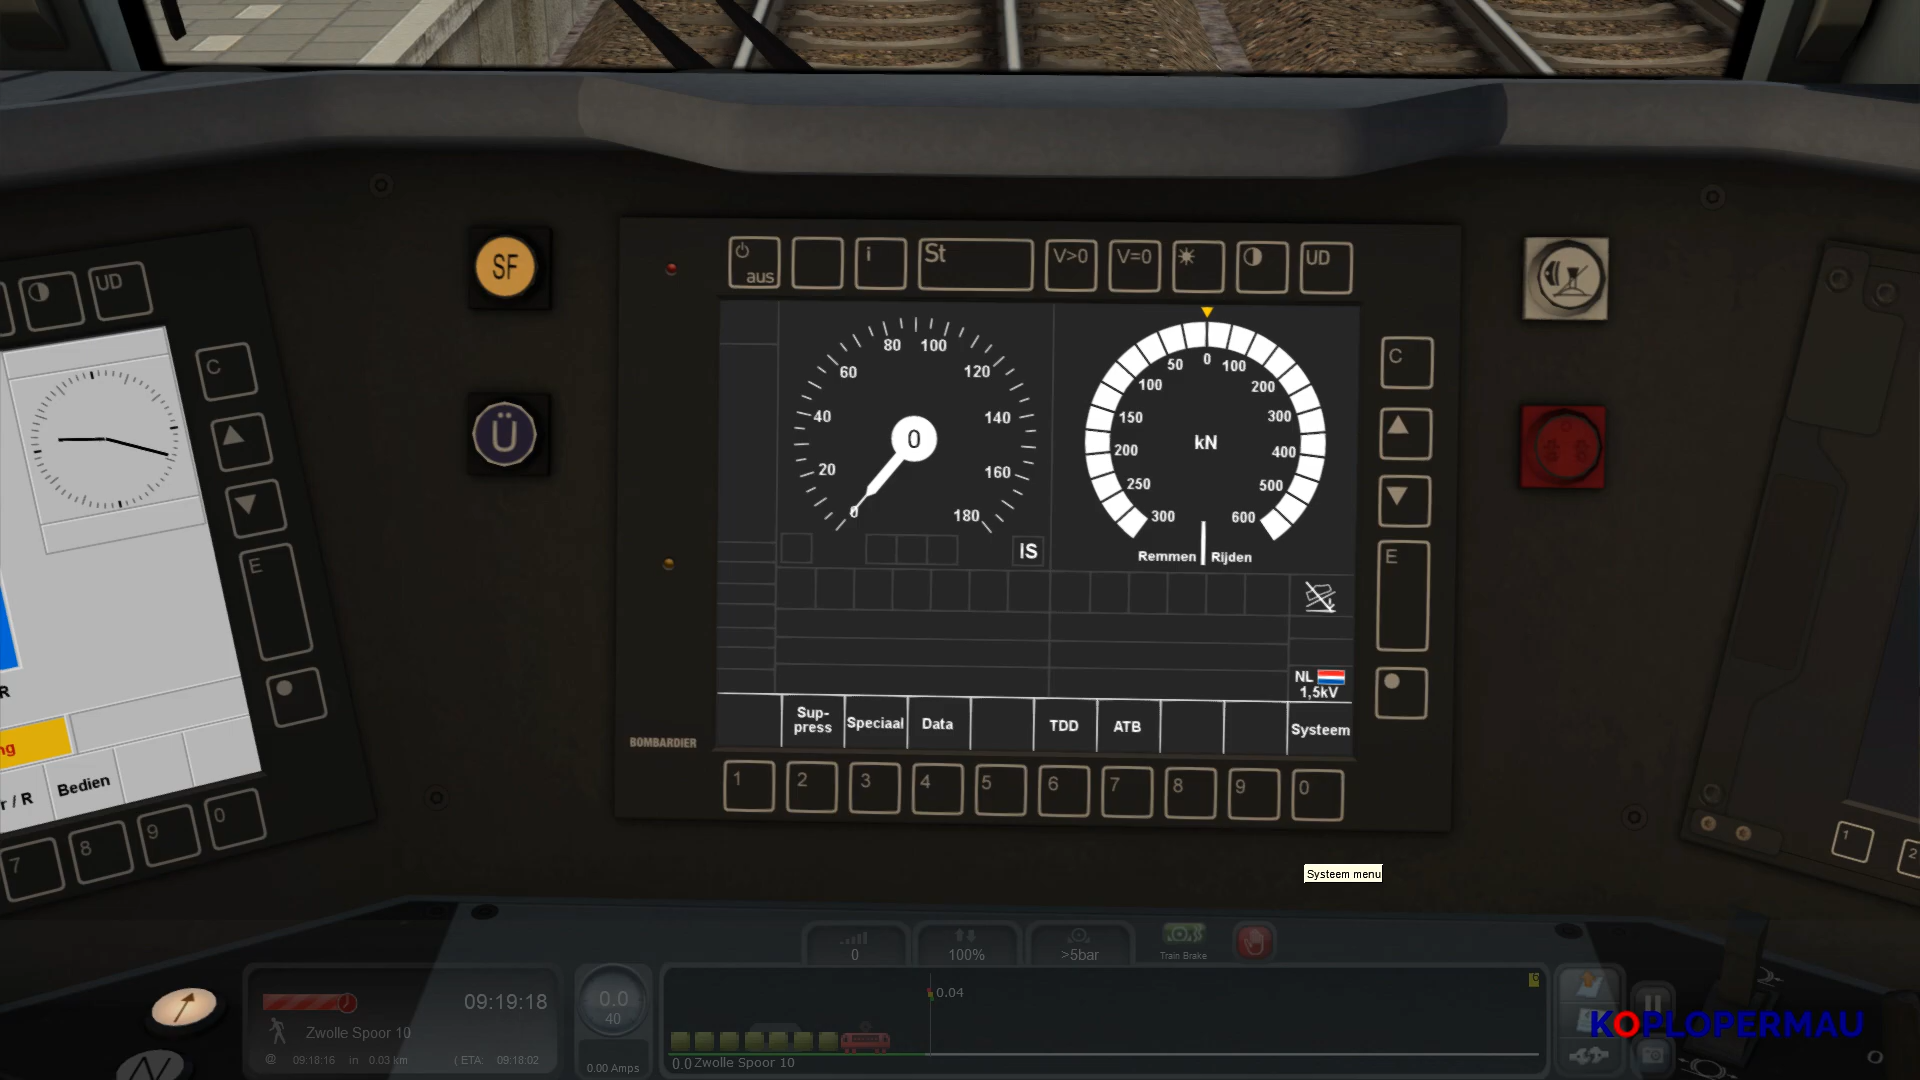 aus
i
St
V>0
V=0
UD
UD
SF
C
C
80
100
60
120
40
140
0
20
160
0
180
IS
0
50
100
100
200
150
300
kN
200
400
250
500
300
600
Remmen
Rijden
Ü
E
E
NL
1,5kV
R
ng
r / R
Bedien
Sup-
press
Speciaal
Data
TDD
ATB
Systeem
BOMBARDIER
1
2
3
4
5
6
7
8
9
0
7
8
9
0
1
2
Systeem menu
0
100%
>5bar
Train Brake
09:19:18
Zwolle Spoor 10
@ 09:18:16 in 0.03 km ( ETA: 09:18:02
0.0
40
0.00 Amps
0.04
0.0 Zwolle Spoor 10
KOPLOPERMAU